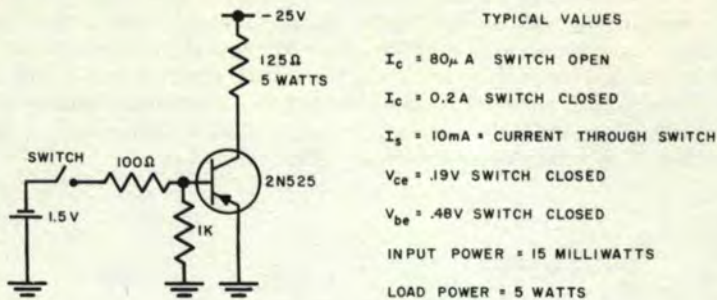 -25V
125Ω
5 WATTS
SWITCH
100Ω
2N525
1.5V
1K
TYPICAL VALUES
Ic = 80μA SWITCH OPEN
Ic = 0.2A SWITCH CLOSED
Is = 10mA = CURRENT THROUGH SWITCH
Vce = .19V SWITCH CLOSED
Vbe = .48V SWITCH CLOSED
INPUT POWER = 15 MILLIWATTS
LOAD POWER = 5 WATTS